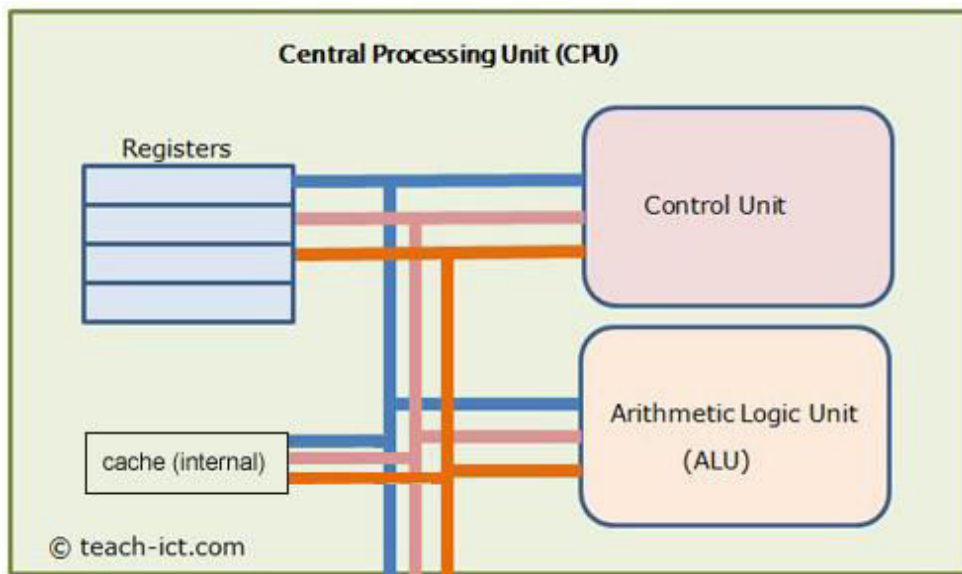 Central Processing Unit (CPU)
Registers
Control Unit
Arithmetic Logic Unit
(ALU)
cache (internal)
© teach-ict.com